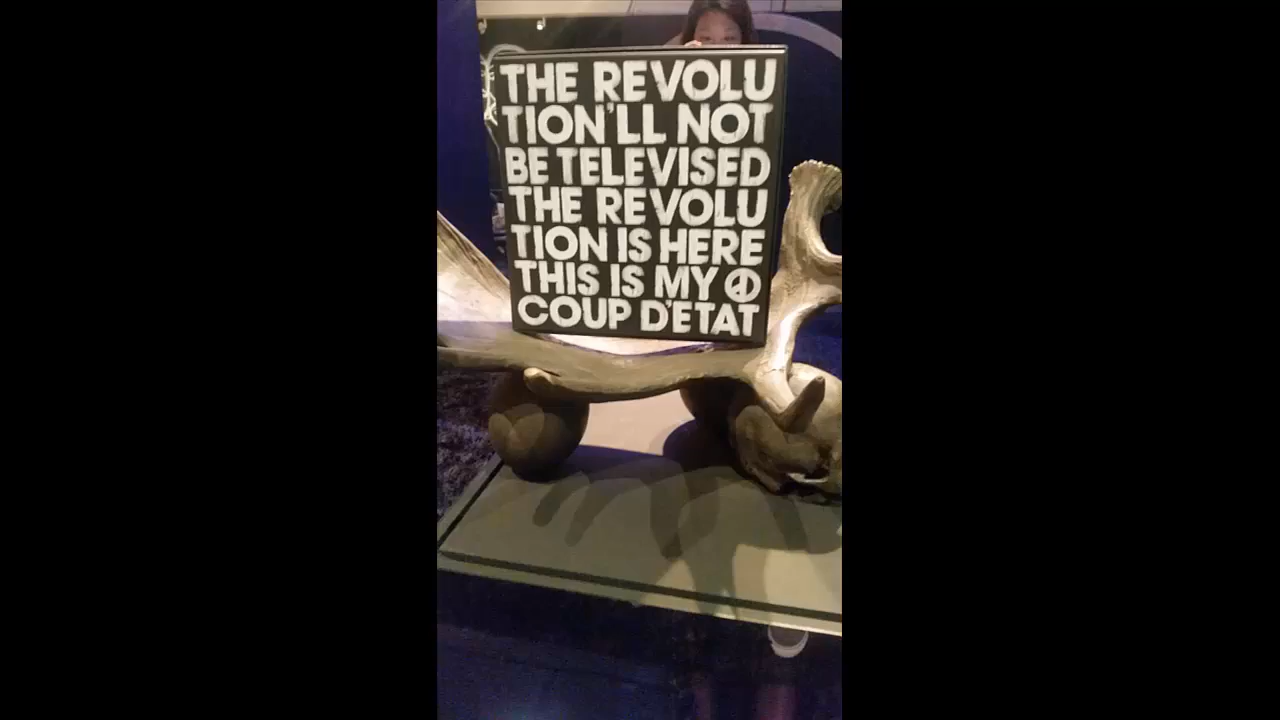 THE REVOLU
TION'LL NOT
BE TELEVISED
THE REVOLU
TION IS HERE
THIS IS MY
COUP D'ETAT